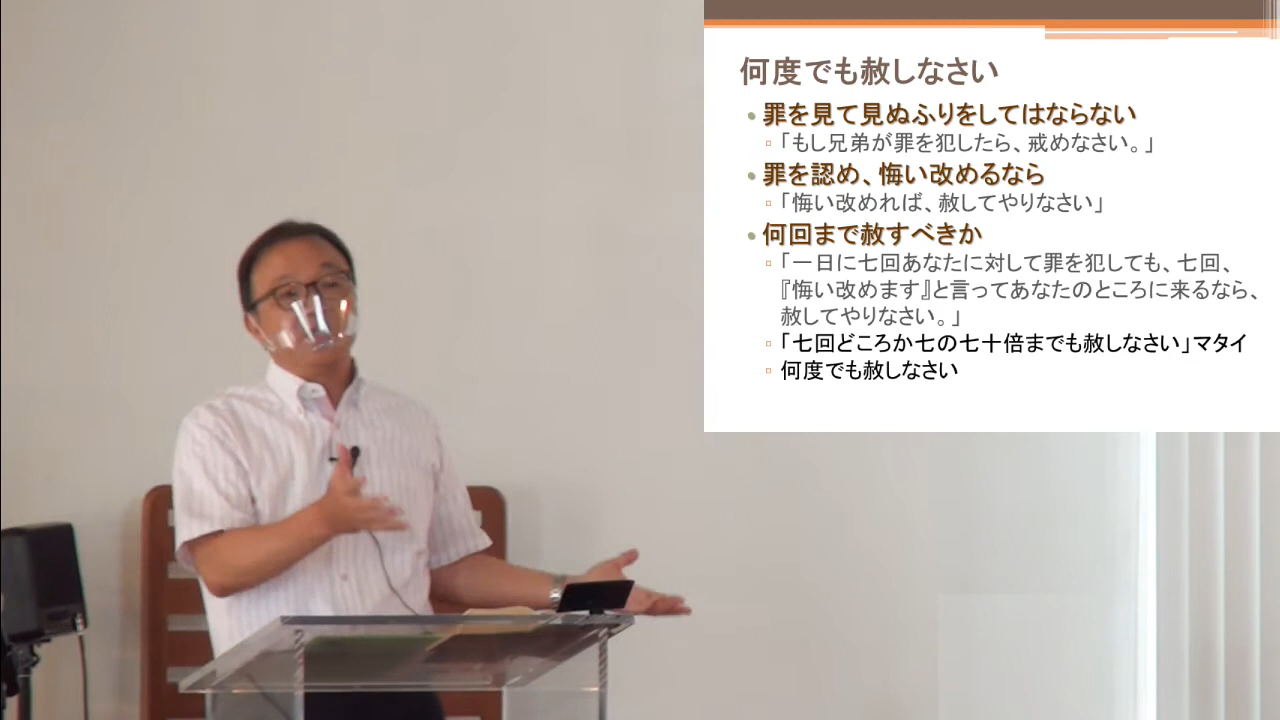 何度でも赦しなさい
• 罪を見て見ぬふりをしてはならない
▫ 「もし兄弟が罪を犯したら、戒めなさい。」
• 罪を認め、悔い改めるなら
▫ 「悔い改めれば、赦してやりなさい」
• 何回まで赦すべきか
▫ 「一日に七回あなたに対して罪を犯しても、七回、
『悔い改めます』と言ってあなたのところに来るなら、
赦してやりなさい。」
▫ 「七回どころか七の七十倍までも赦しなさい」マタイ
▫ 何度でも赦しなさい